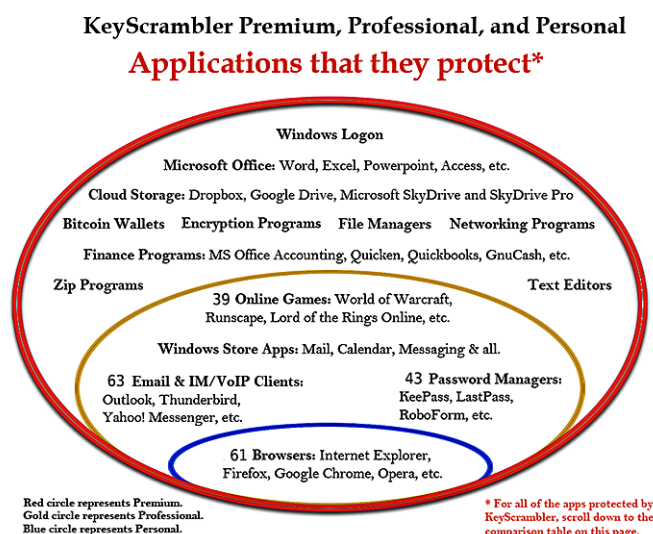 KeyScrambler Premium, Professional, and Personal
Applications that they protect*
Windows Logon
Microsoft Office: Word, Excel, Powerpoint, Access, etc.
Cloud Storage: Dropbox, Google Drive, Microsoft SkyDrive and SkyDrive Pro
Bitcoin Wallets Encryption Programs File Managers Networking Programs
Finance Programs: MS Office Accounting, Quicken, Quickbooks, GnuCash, etc.
Zip Programs
Text Editors
39 Online Games: World of Warcraft,
Runscape, Lord of the Rings Online, etc.
Windows Store Apps: Mail, Calendar, Messaging & all.
63 Email & IM/VoIP Clients:
Outlook, Thunderbird,
Yahoo! Messenger, etc.
43 Password Managers:
KeePass, LastPass,
RoboForm, etc.
61 Browsers: Internet Explorer,
Firefox, Google Chrome, Opera, etc.
Red circle represents Premium.
Gold circle represents Professional.
Blue circle represents Personal.
* For all of the apps protected by
KeyScrambler, scroll down to the
comparison table on this page.